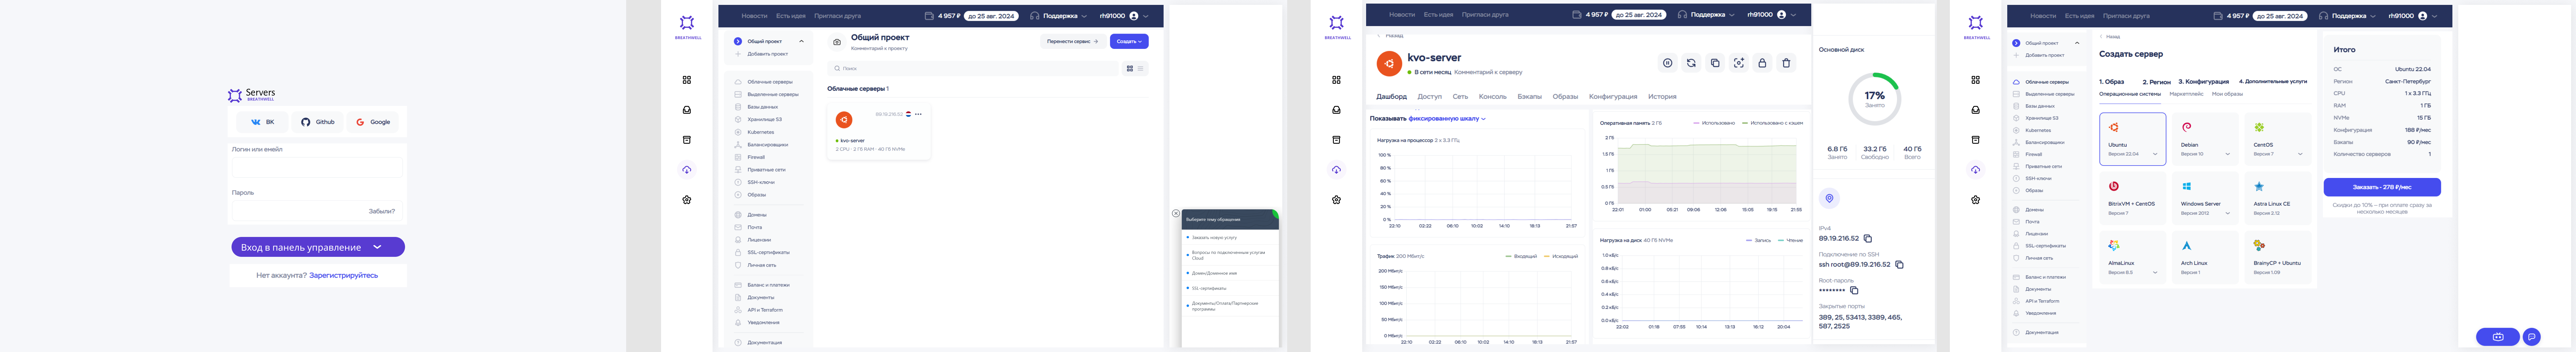 Servers
BREATHWELL
ВК
Github
Google
Логин или емейл
Пароль
Забыли?
Вход в панель управление
Нет аккаунта? Зарегистрируйтесь
BREATHWELL
Новости Есть идея Пригласи друга
4 957 ₽ до 25 авг. 2024 Поддержка rh91000
Общий проект
Добавить проект
Облачные серверы
Выделенные серверы
Базы данных
Хранилище S3
Kubernetes
Балансировщики
Firewall
Приватные сети
SSH-ключи
Образы
Домены
Почта
Лицензии
SSL-сертификаты
Личная сеть
Баланс и платежи
Документы
API и Terraform
Уведомления
Документация
Общий проект
Комментарий к проекту
Перенести сервис →
Создать
Поиск
Облачные серверы 1
89.19.216.52
kvo-server
2 CPU · 2 ГБ RAM · 40 ГБ NVMe
Выберите тему обращения
Заказать новую услугу
Вопросы по подключенным услугам
Cloud
Домен/Доменное имя
SSL-сертификаты
Документы/Оплата/Партнерские
программы
BREATHWELL
Новости Есть идея Пригласи друга
4 957 ₽ до 25 авг. 2024 Поддержка rh91000
Назад
kvo-server
В сети месяц Комментарий к серверу
Дашборд Доступ Сеть Консоль Бэкапы Образы Конфигурация История
Показывать фиксированную шкалу
Нагрузка на процессор 2 x 3.3 ГГц
100 %
80 %
60 %
40 %
20 %
0 %
22:10 02:22 06:10 10:02 14:10 18:13 21:57
Трафик 200 Мбит/с
Входящий Исходящий
200 Мбит/с
150 Мбит/с
100 Мбит/с
50 Мбит/с
0 Мбит/с
22:10 02:22 06:10 10:02 14:10 18:13 21:57
Оперативная память 2 ГБ
Использовано Использовано с кэшем
2 ГБ
1.5 ГБ
1 ГБ
0.5 ГБ
0 ГБ
22:01 01:00 05:21 09:06 12:06 15:05 18:15 21:55
Нагрузка на диск 40 ГБ NVMe
Запись Чтение
1.0 кБ/с
0.8 кБ/с
0.6 кБ/с
0.4 кБ/с
0.2 кБ/с
0.0 кБ/с
22:02 01:18 07:55 10:14 13:13 16:12 20:04
Основной диск
17%
Занято
6.8 ГБ 33.2 Гб 40 ГБ
Занято Свободно Всего
IPv4
89.19.216.52
Подключение по SSH
ssh root@89.19.216.52
Root-пароль
********
Закрытые порты
389, 25, 53413, 3389, 465,
587, 2525
BREATHWELL
Новости Есть идея Пригласи друга
4 957 ₽ до 25 авг. 2024 Поддержка rh91000
Общий проект
Добавить проект
Облачные серверы
Выделенные серверы
Базы данных
Хранилище S3
Kubernetes
Балансировщики
Firewall
Приватные сети
SSH-ключи
Образы
Домены
Почта
Лицензии
SSL-сертификаты
Личная сеть
Баланс и платежи
Документы
API и Terraform
Уведомления
Документация
Назад
Создать сервер
1. Образ 2. Регион 3. Конфигурация 4. Дополнительные услуги
Операционные системы Маркетплейс Мои образы
Ubuntu
Версия 22.04
Debian
Версия 10
CentOS
Версия 7
BitrixVM + CentOS
Версия 7
Windows Server
Версия 2012
Astra Linux CE
Версия 2.12
AlmaLinux
Версия 8.5
Arch Linux
Версия 1
BrainyCP + Ubuntu
Версия 1.09
Итого
ОС Ubuntu 22.04
Регион Санкт-Петербург
CPU 1 x 3.3 ГГц
RAM 1 ГБ
NVMe 15 ГБ
Конфигурация 188 ₽/мес
Бэкапы 90 ₽/мес
Количество серверов 1
Заказать · 278 ₽/мес
Скидки до 10% — при оплате сразу за
несколько месяцев